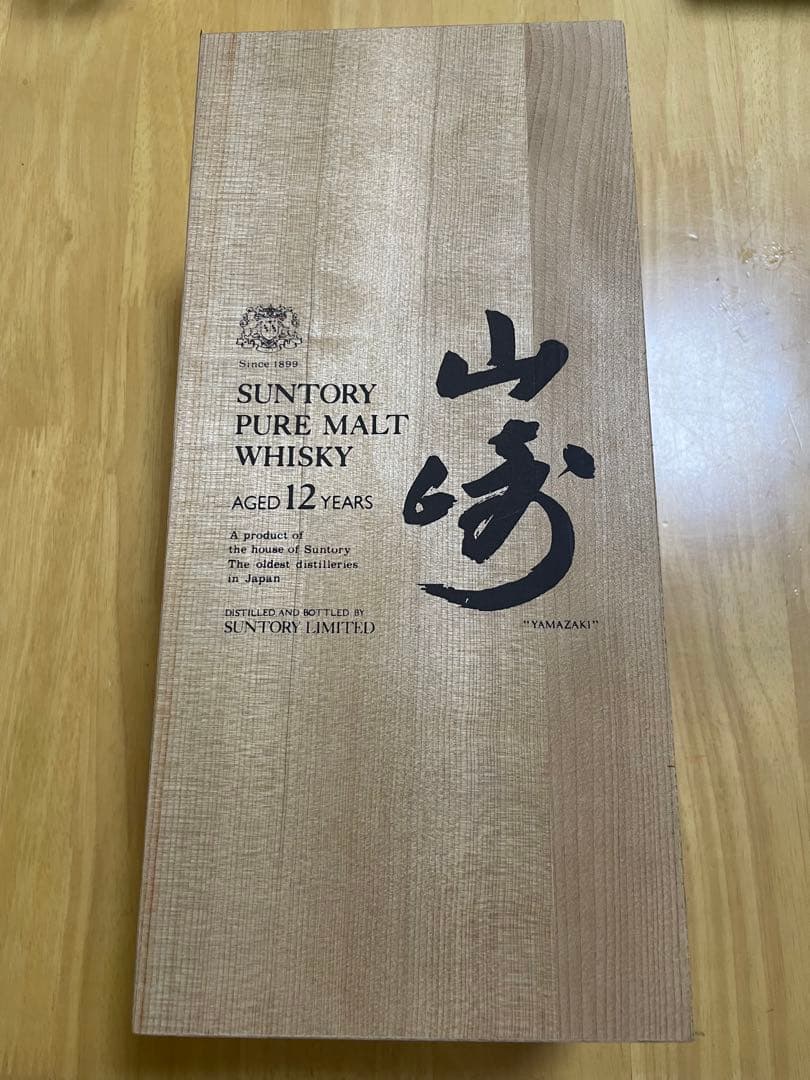 Since 1899
SUNTORY
PURE MALT
WHISKY
AGED 12 YEARS
A product of
the house of Suntory
The oldest distilleries
in Japan
DISTILLED AND BOTTLED BY
SUNTORY LIMITED
山崎
"YAMAZAKI"